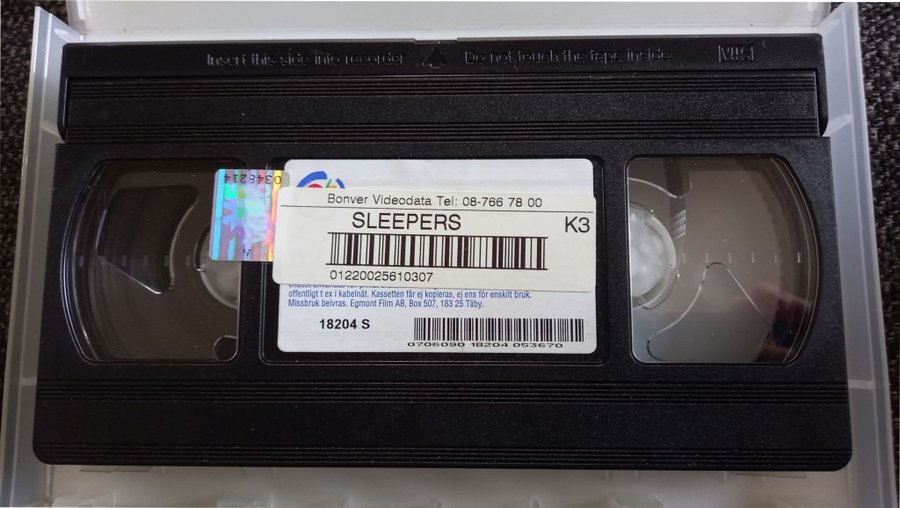 Insert this side into recorder
Do not touch the tape inside
VHS
0348214
Bonver Videodata Tel: 08-766 78 00
SLEEPERS
K3
01220025610307
offentligt t ex i kabelnät. Kassetten får ej kopieras, ej ens för enskilt bruk.
Missbruk beivras. Egmont Film AB, Box 507, 183 25 Täby.
18204 S
0706090 18204 053670